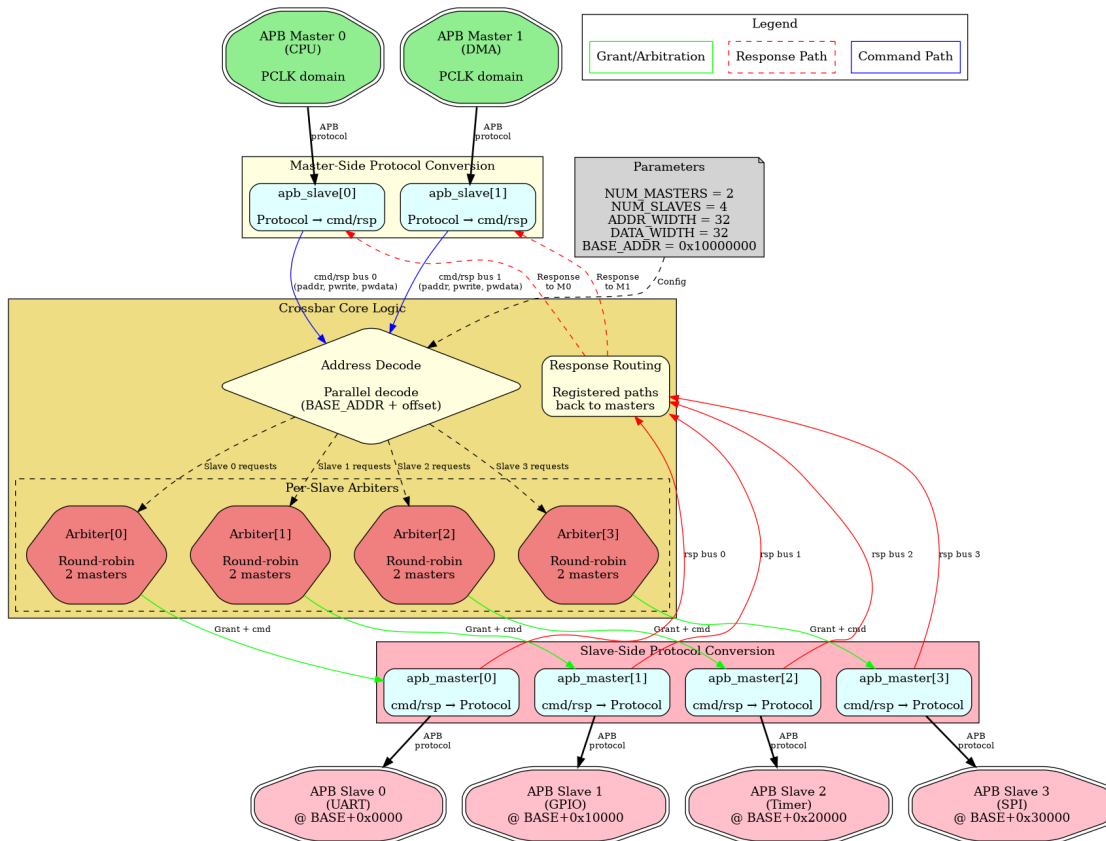 APB Master 0
(CPU)
PCLK domain
APB Master 1
(DMA)
PCLK domain
Legend
Grant/Arbitration
Response Path
Command Path
APB
protocol
APB
protocol
Master-Side Protocol Conversion
apb_slave[0]
Protocol → cmd/rsp
apb_slave[1]
Protocol → cmd/rsp
Parameters
NUM_MASTERS = 2
NUM_SLAVES = 4
ADDR_WIDTH = 32
DATA_WIDTH = 32
BASE_ADDR = 0x10000000
cmd/rsp bus 0
(paddr, pwrite, pwdata)
cmd/rsp bus 1
(paddr, pwrite, pwdata)
Response
to M0
Response
to M1
Config
Crossbar Core Logic
Address Decode
Parallel decode
(BASE_ADDR + offset)
Response Routing
Registered paths
back to masters
Slave 0 requests
Slave 1 requests
Slave 2 requests
Slave 3 requests
Per-Slave Arbiters
Arbiter[0]
Round-robin
2 masters
Arbiter[1]
Round-robin
2 masters
Arbiter[2]
Round-robin
2 masters
Arbiter[3]
Round-robin
2 masters
rsp bus 0
rsp bus 1
rsp bus 2
rsp bus 3
Grant + cmd
Grant + cmd
Grant + cmd
Grant + cmd
Slave-Side Protocol Conversion
apb_master[0]
cmd/rsp → Protocol
apb_master[1]
cmd/rsp → Protocol
apb_master[2]
cmd/rsp → Protocol
apb_master[3]
cmd/rsp → Protocol
APB
protocol
APB
protocol
APB
protocol
APB
protocol
APB Slave 0
(UART)
@ BASE+0x0000
APB Slave 1
(GPIO)
@ BASE+0x10000
APB Slave 2
(Timer)
@ BASE+0x20000
APB Slave 3
(SPI)
@ BASE+0x30000